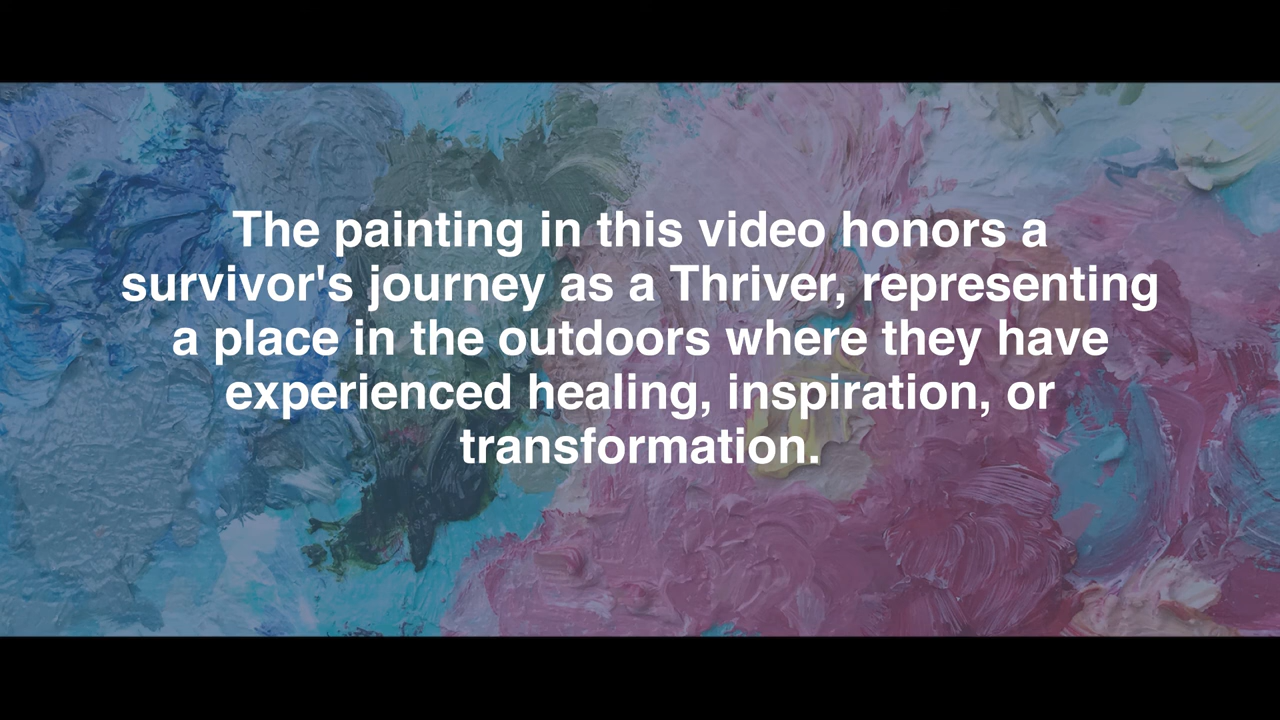 The painting in this video honors a
survivor's journey as a Thriver, representing
a place in the outdoors where they have
experienced healing, inspiration, or
transformation.